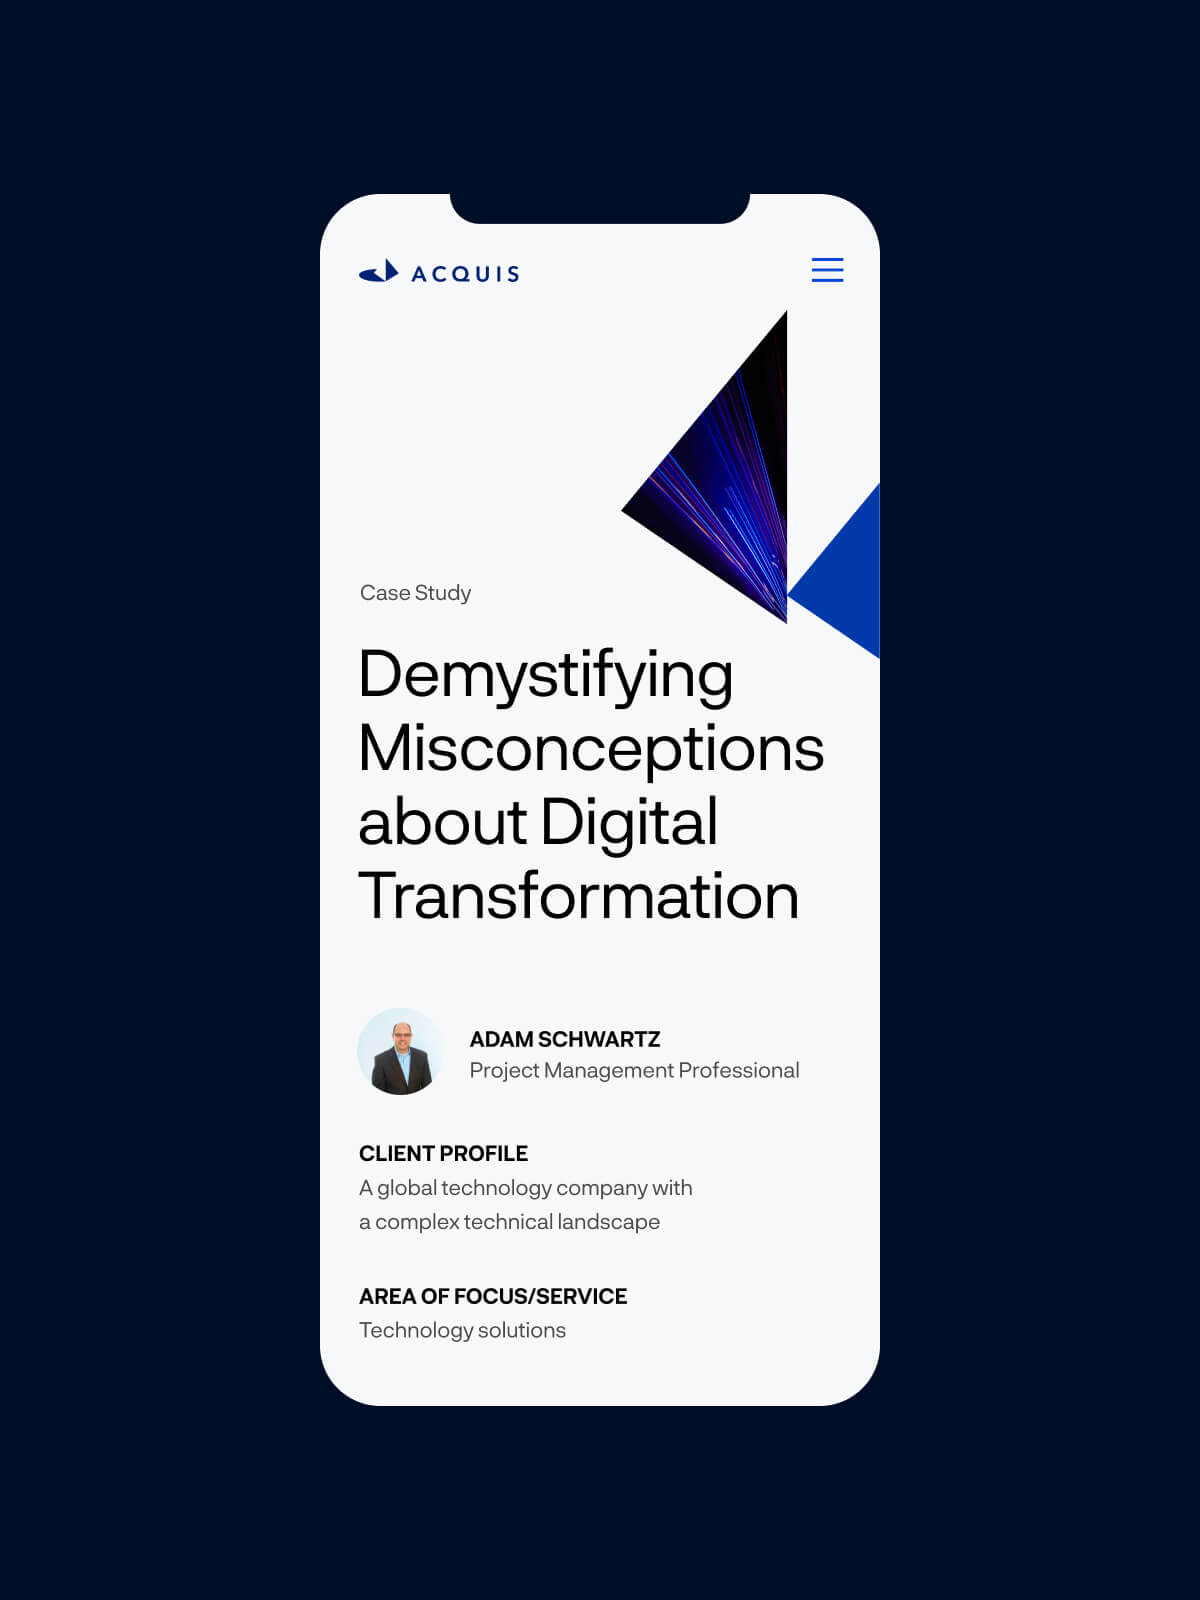 ACQUIS
Case Study
Demystifying
Misconceptions
about Digital
Transformation
ADAM SCHWARTZ
Project Management Professional
CLIENT PROFILE
A global technology company with
a complex technical landscape
AREA OF FOCUS/SERVICE
Technology solutions